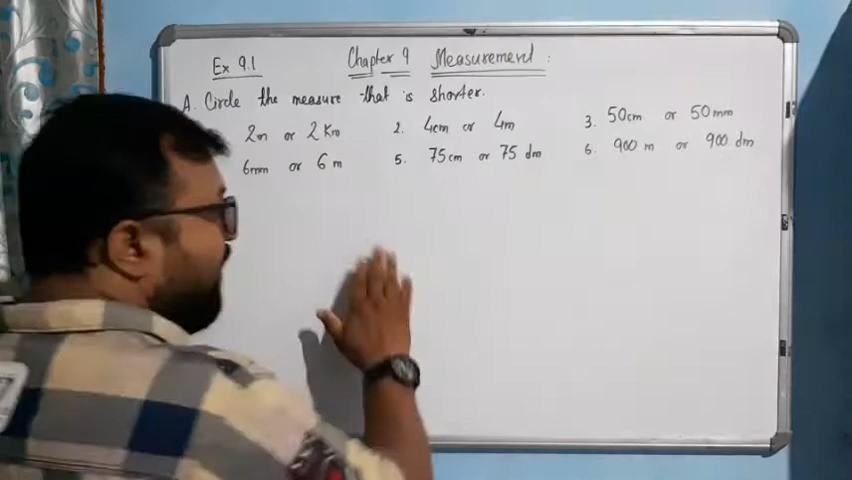 Ex 9.1 Chapter 9 Measurement:
A. Circle the measure that is shorter.
2m or 2 Km 2. 4cm or 4m 3. 50cm or 50mm
6mm or 6 m 5. 75cm or 75 dm 6. 900 m or 900 dm